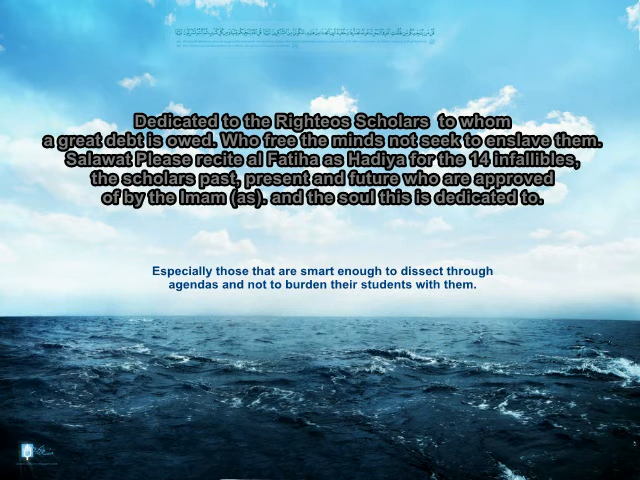 Dedicated to the Righteos Scholars to whom
a great debt is owed. Who free the minds not seek to enslave them.
Salawat Please recite al Fatiha as Hadiya for the 14 infallibles,
the scholars past, present and future who are approved
of by the Imam (as). and the soul this is dedicated to.
Especially those that are smart enough to dissect through
agendas and not to burden their students with them.